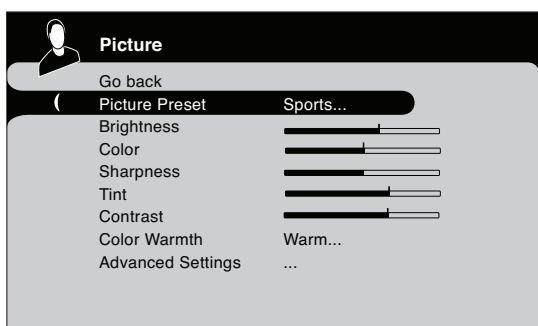 Picture
Go back
Picture Preset Sports...
Brightness
Color
Sharpness
Tint
Contrast
Color Warmth Warm...
Advanced Settings ...